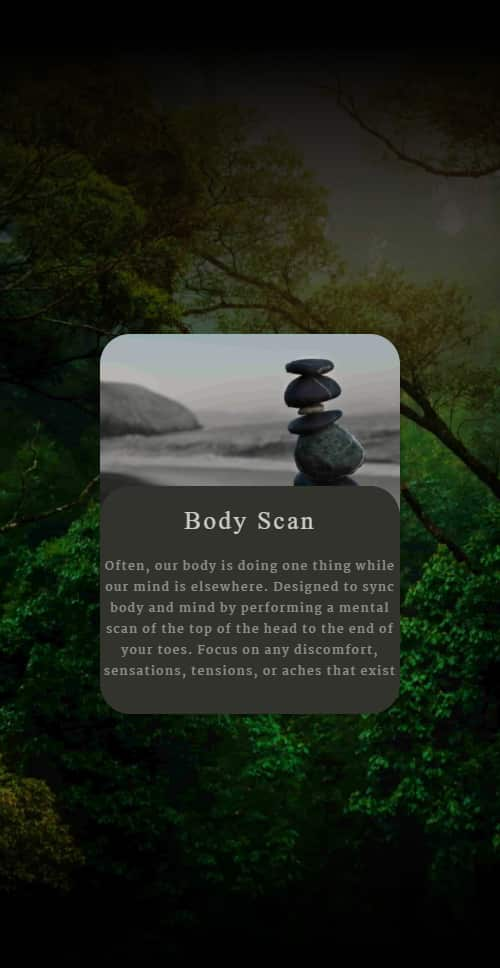 Body Scan
Often, our body is doing one thing while
our mind is elsewhere. Designed to sync
body and mind by performing a mental
scan of the top of the head to the end of
your toes. Focus on any discomfort,
sensations, tensions, or aches that exist